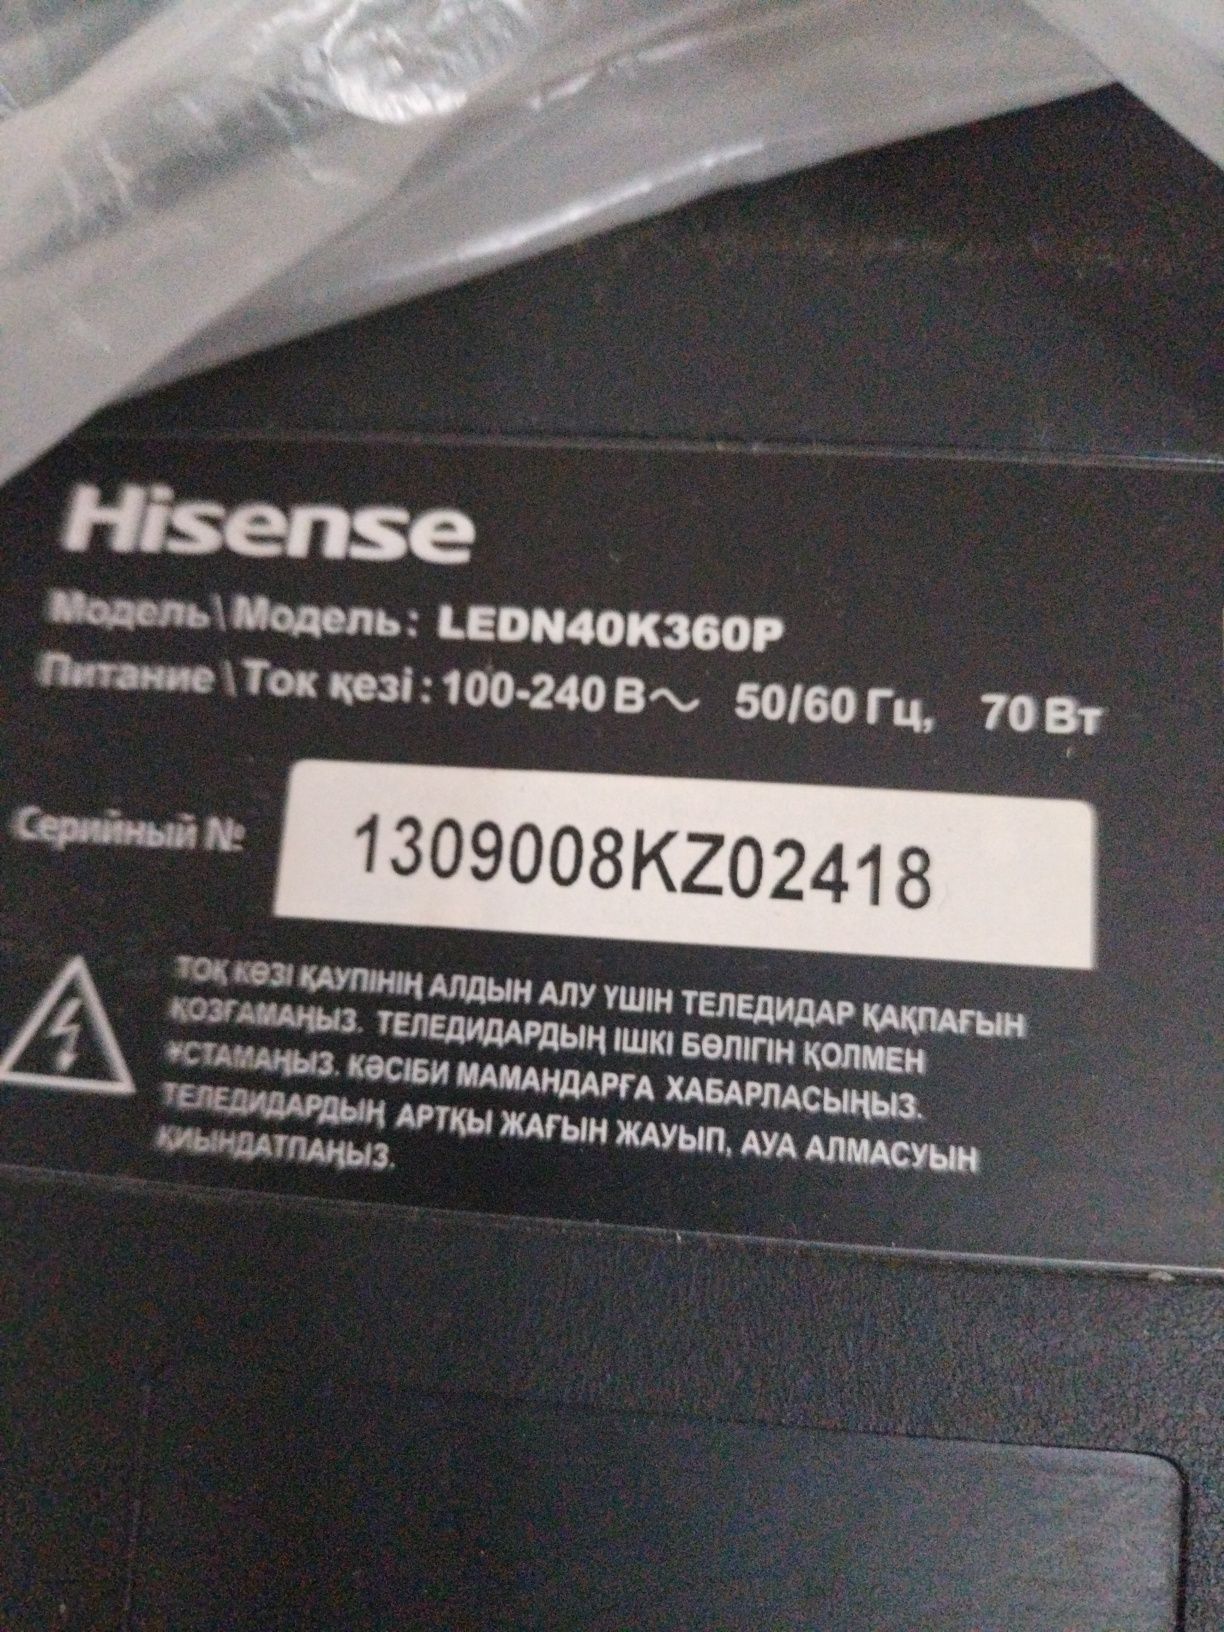 Hisense
Модель\Модель: LEDN40K360P
Питание\Ток қезі: 100-240 В~ 50/60 Гц, 70 Вт
Серийный №
1309008KZ02418
ТОҚ КӨЗІ ҚАУПІНІҢ АЛДЫН АЛУ ҮШІН ТЕЛЕДИДАР ҚАҚПАҒЫН
ҚОЗҒАМАҢЫЗ. ТЕЛЕДИДАРДЫҢ ІШКІ БӨЛІГІН ҚОЛМЕН
ҰСТАМАҢЫЗ. КӘСІБИ МАМАНДАРҒА ХАБАРЛАСЫҢЫЗ.
ТЕЛЕДИДАРДЫҢ АРТҚЫ ЖАҒЫН ЖАУЫП, АУА АЛМАСУЫН
ҚИЫНДАТПАҢЫЗ.